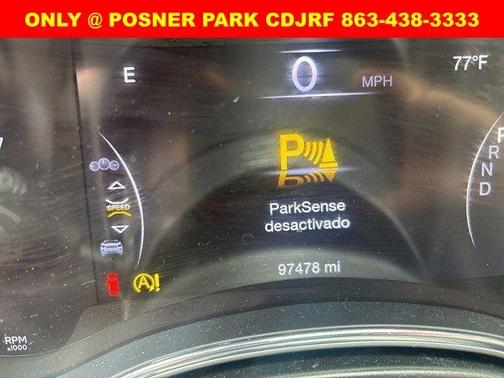 ONLY @ POSNER PARK CDJRF 863-438-3333
77°F
E
0
MPH
P
R
N
D
SPEED
ParkSense
desactivado
97478 mi
A!
RPM
x1000